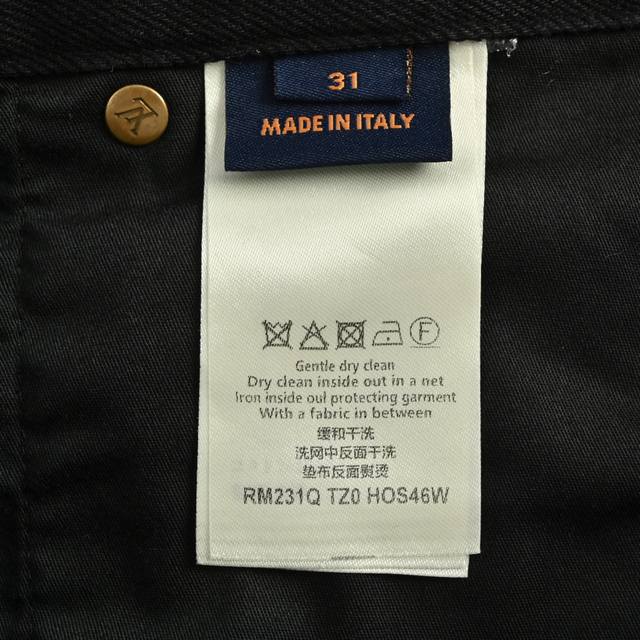 31
MADE IN ITALY
F
Gentle dry clean
Dry clean inside out in a net
Iron inside oul protecting garment
With a fabric in between
缓和干洗
洗网中反面干洗
垫布反面熨烫
RM231Q TZ0 HOS46W